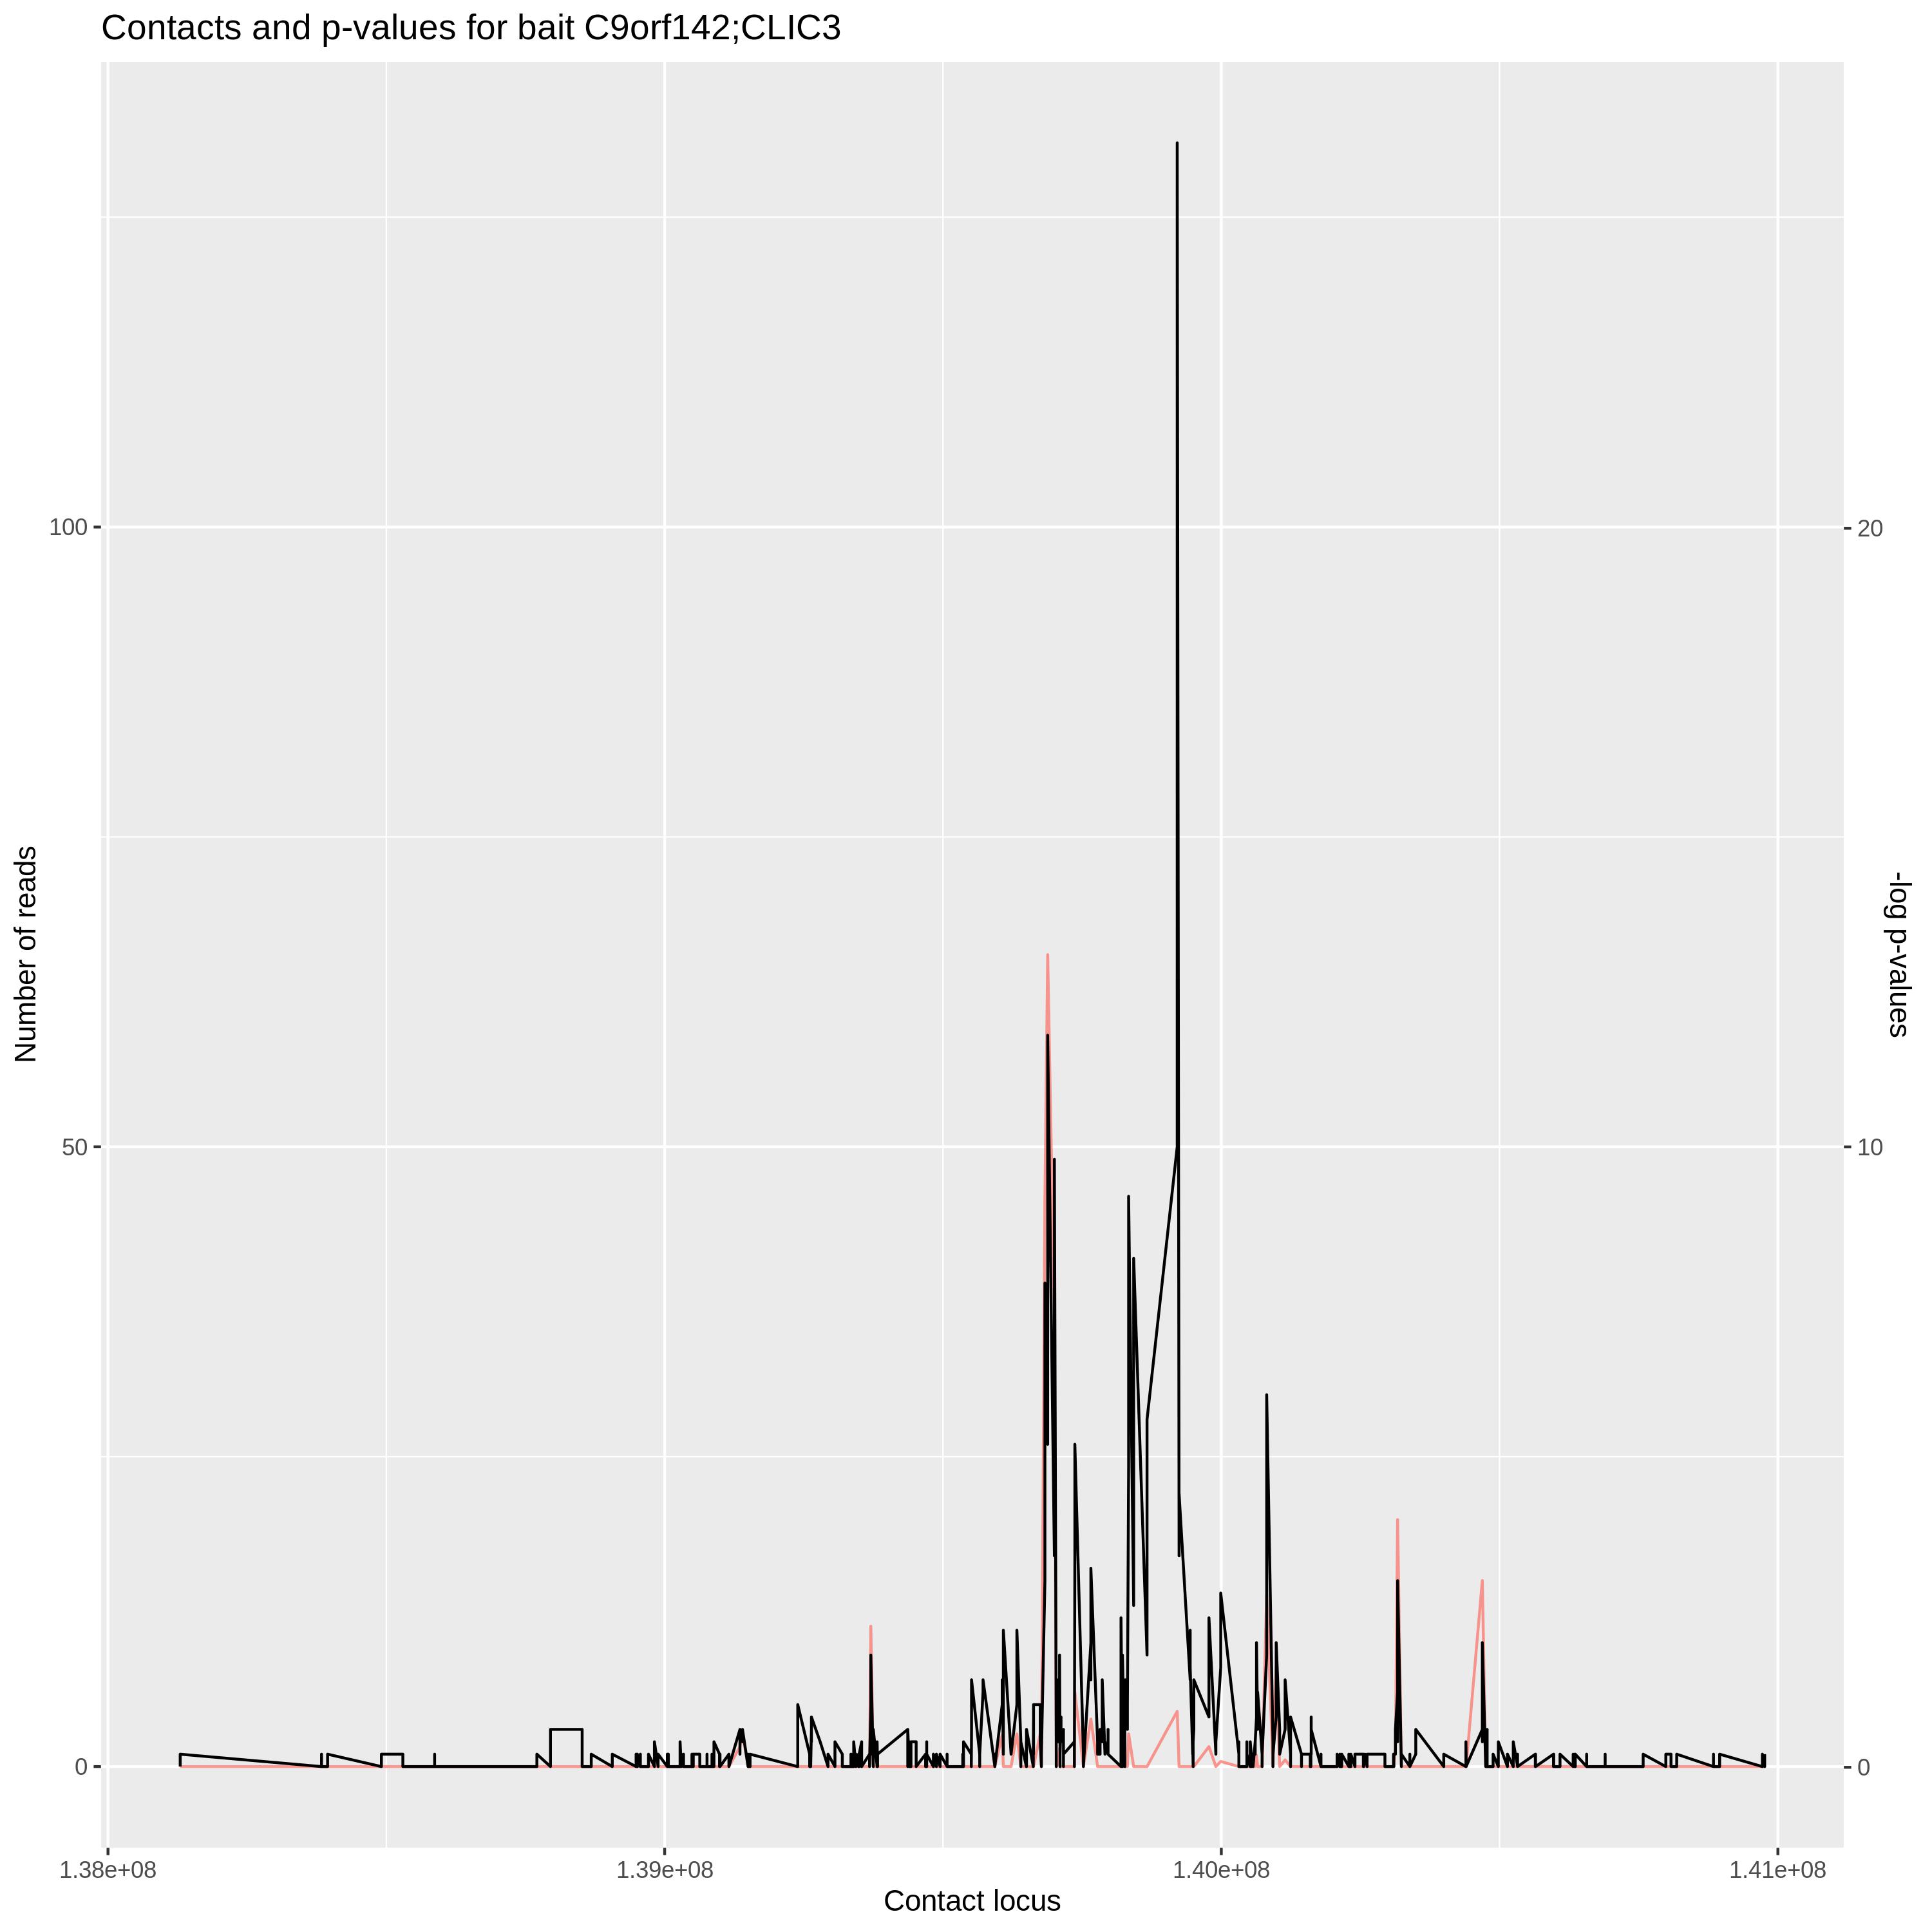 Contacts and p-values for bait C9orf142;CLIC3
100
50
0
Number of reads
20
10
0
-log p-values
1.38e+08
1.39e+08
1.40e+08
1.41e+08
Contact locus